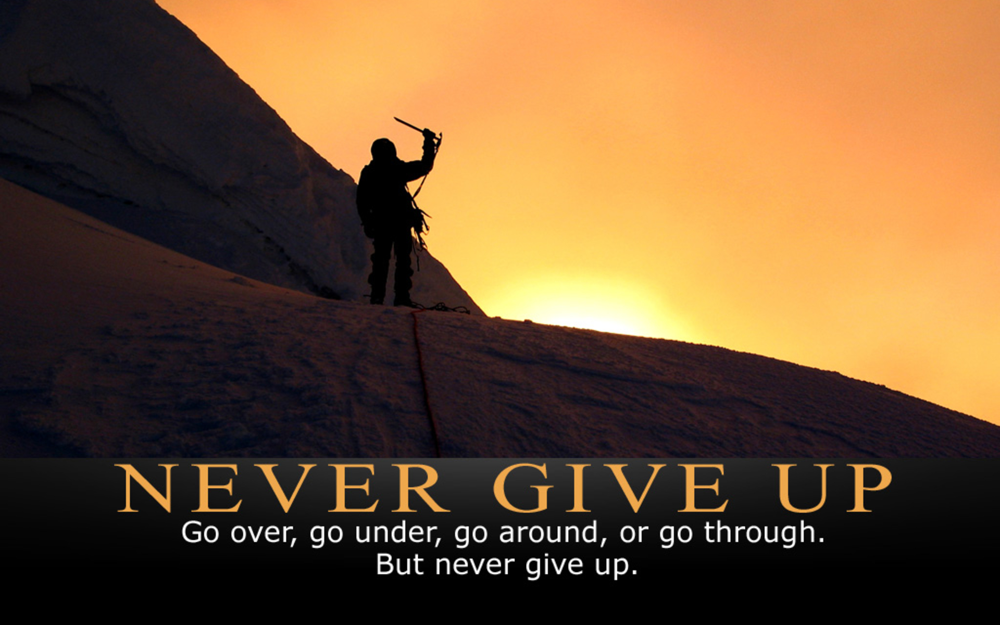 NEVER GIVE UP
Go over, go under, go around, or go through.
But never give up.